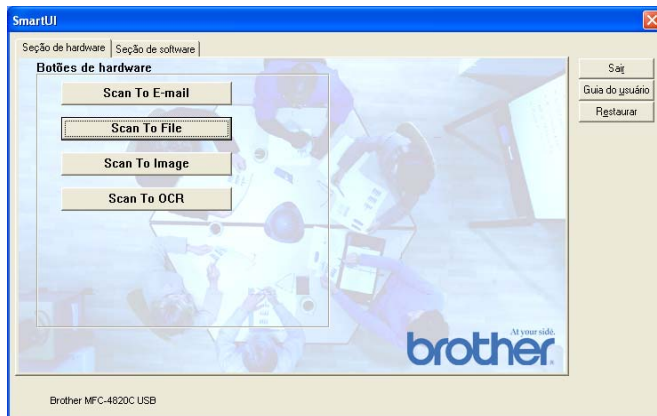 SmartUI
Seção de hardware
Seção de software
Botões de hardware
Scan To E-mail
Scan To File
Scan To Image
Scan To OCR
Sair
Guia do usuário
Restaurar
At your side.
brother
Brother MFC-4820C USB